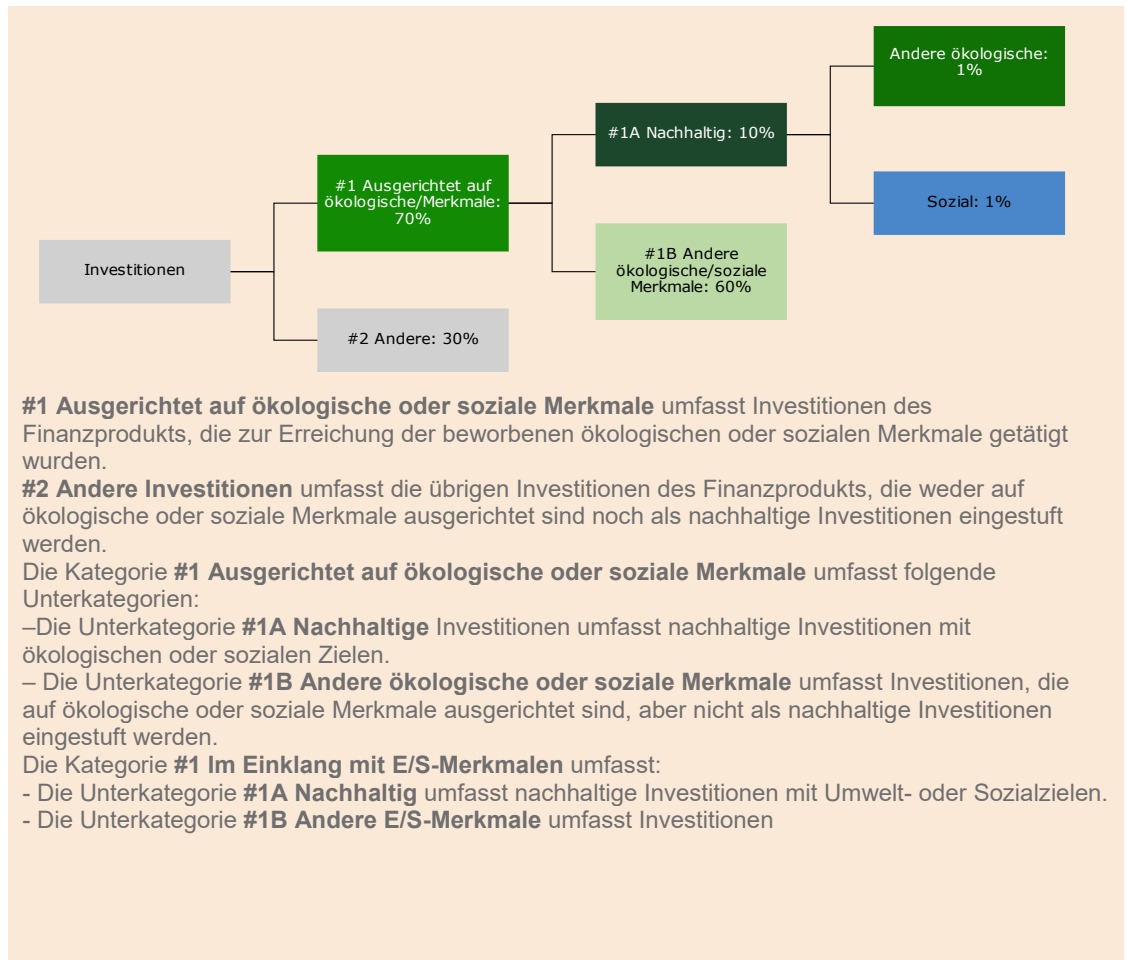 Andere ökologische:
1%
#1A Nachhaltig: 10%
#1 Ausgerichtet auf
ökologische/Merkmale:
70%
Sozial: 1%
#1B Andere
ökologische/soziale
Merkmale: 60%
Investitionen
#2 Andere: 30%
#1 Ausgerichtet auf ökologische oder soziale Merkmale umfasst Investitionen des
Finanzprodukts, die zur Erreichung der beworbenen ökologischen oder sozialen Merkmale getätigt
wurden.
#2 Andere Investitionen umfasst die übrigen Investitionen des Finanzprodukts, die weder auf
ökologische oder soziale Merkmale ausgerichtet sind noch als nachhaltige Investitionen eingestuft
werden.
Die Kategorie #1 Ausgerichtet auf ökologische oder soziale Merkmale umfasst folgende
Unterkategorien:
–Die Unterkategorie #1A Nachhaltige Investitionen umfasst nachhaltige Investitionen mit
ökologischen oder sozialen Zielen.
– Die Unterkategorie #1B Andere ökologische oder soziale Merkmale umfasst Investitionen, die
auf ökologische oder soziale Merkmale ausgerichtet sind, aber nicht als nachhaltige Investitionen
eingestuft werden.
Die Kategorie #1 Im Einklang mit E/S-Merkmalen umfasst:
- Die Unterkategorie #1A Nachhaltig umfasst nachhaltige Investitionen mit Umwelt- oder Sozialzielen.
- Die Unterkategorie #1B Andere E/S-Merkmale umfasst Investitionen